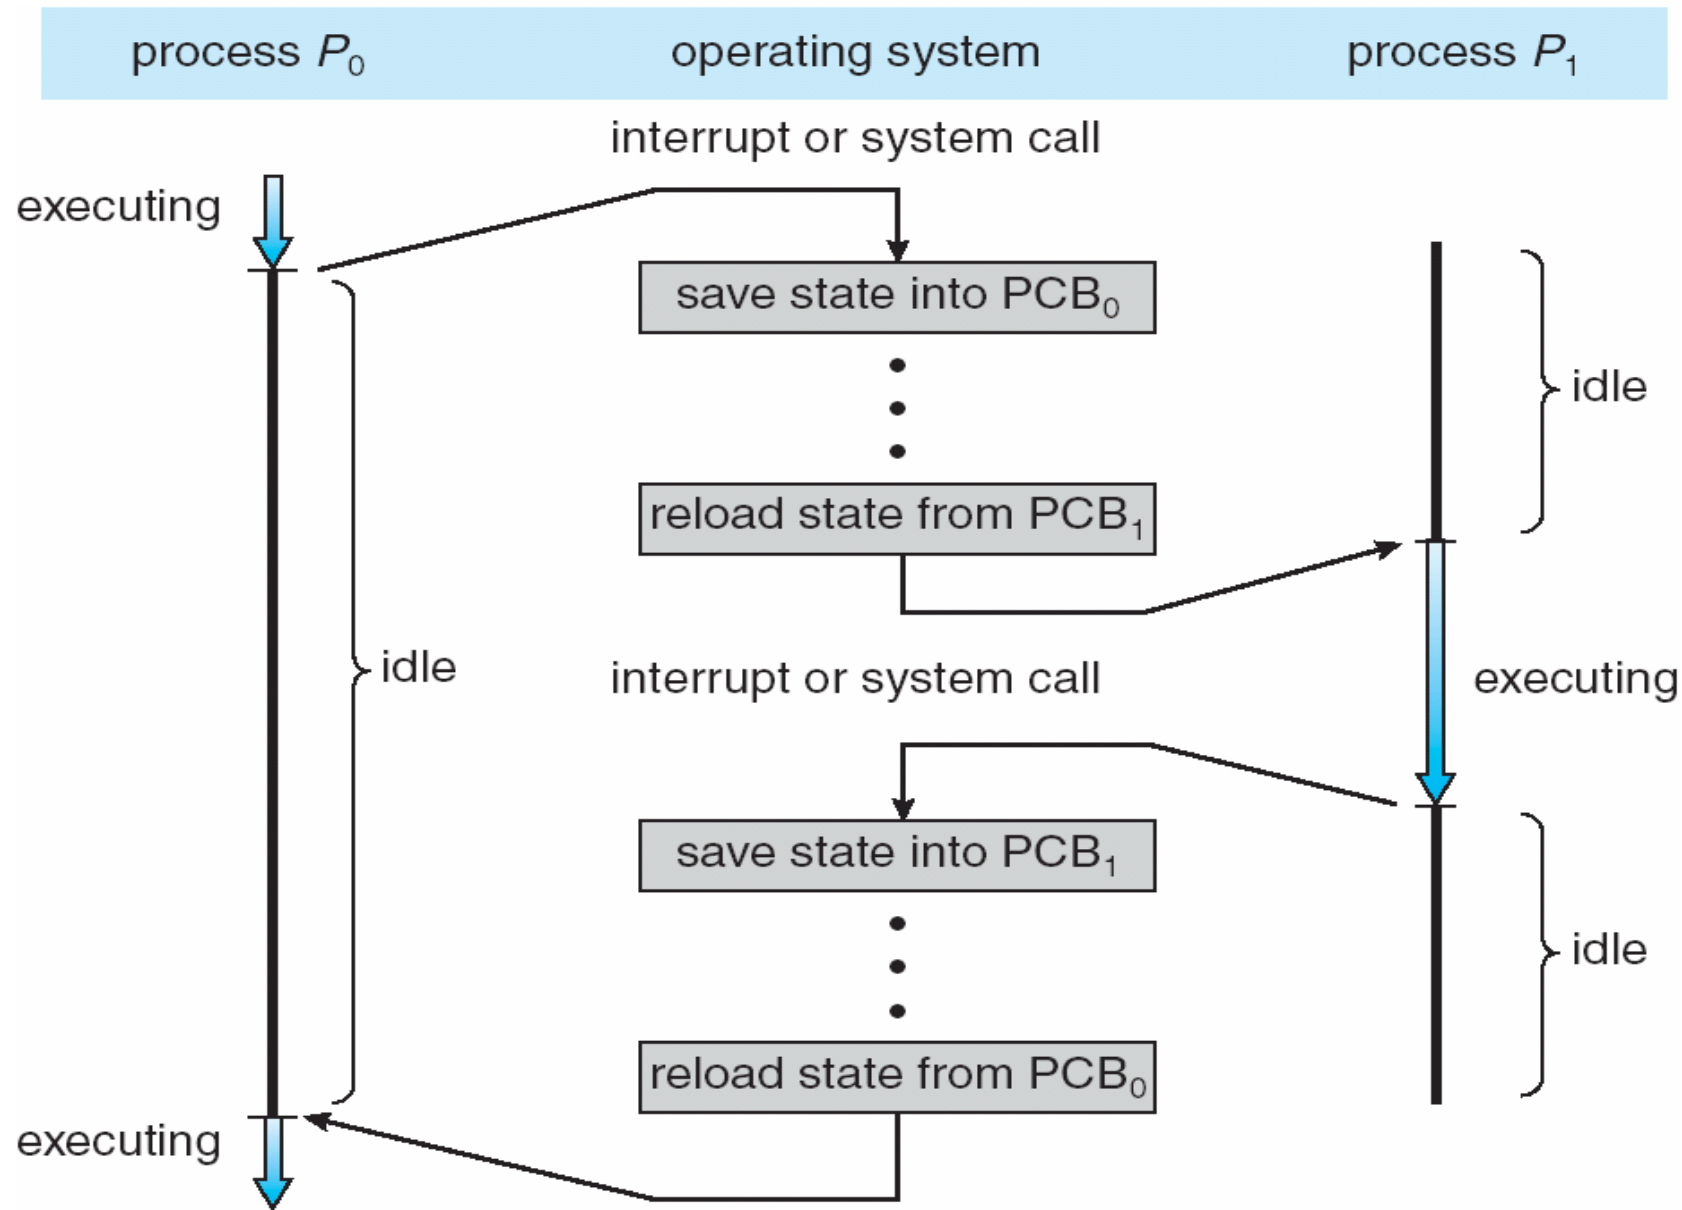 process P₀ operating system process P₁
interrupt or system call
executing
save state into PCB₀
idle
reload state from PCB₁
idle
interrupt or system call
executing
save state into PCB₁
idle
reload state from PCB₀
executing